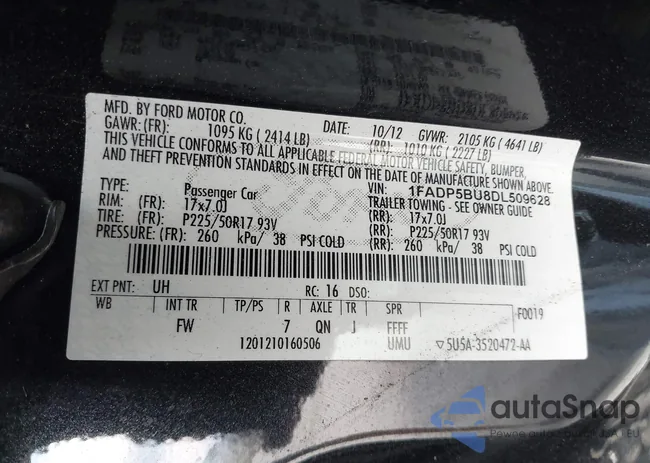 MFD. BY FORD MOTOR CO. DATE: 10/12 GVWR: 2105 KG ( 4641 LB)
GAWR: (FR): 1095 KG ( 2414 LB) (RR): 1010 KG ( 2227 LB)
THIS VEHICLE CONFORMS TO ALL APPLICABLE FEDERAL MOTOR VEHICLE SAFETY, BUMPER,
AND THEFT PREVENTION STANDARDS IN EFFECT ON THE DATE OF MANUFACTURE SHOWN ABOVE.
TYPE: Passenger Car VIN: 1FADP5BU8DL509628
TRAILER TOWING - SEE OWNER GUIDE
RIM: (FR): 17x7.0J (RR): 17x7.0J
TIRE: (FR): P225/50R17 93V (RR): P225/50R17 93V
PRESSURE: (FR): 260 kPa/ 38 PSI COLD (RR): 260 kPa/ 38 PSI COLD
EXT PNT: UH RC: 16 DSO:
WB INT TR TP/PS R AXLE TR SPR F0019
FW 7 QN J FFFF
1201210160506 UMU ▽5U5A-3520472-AA
autaSnap